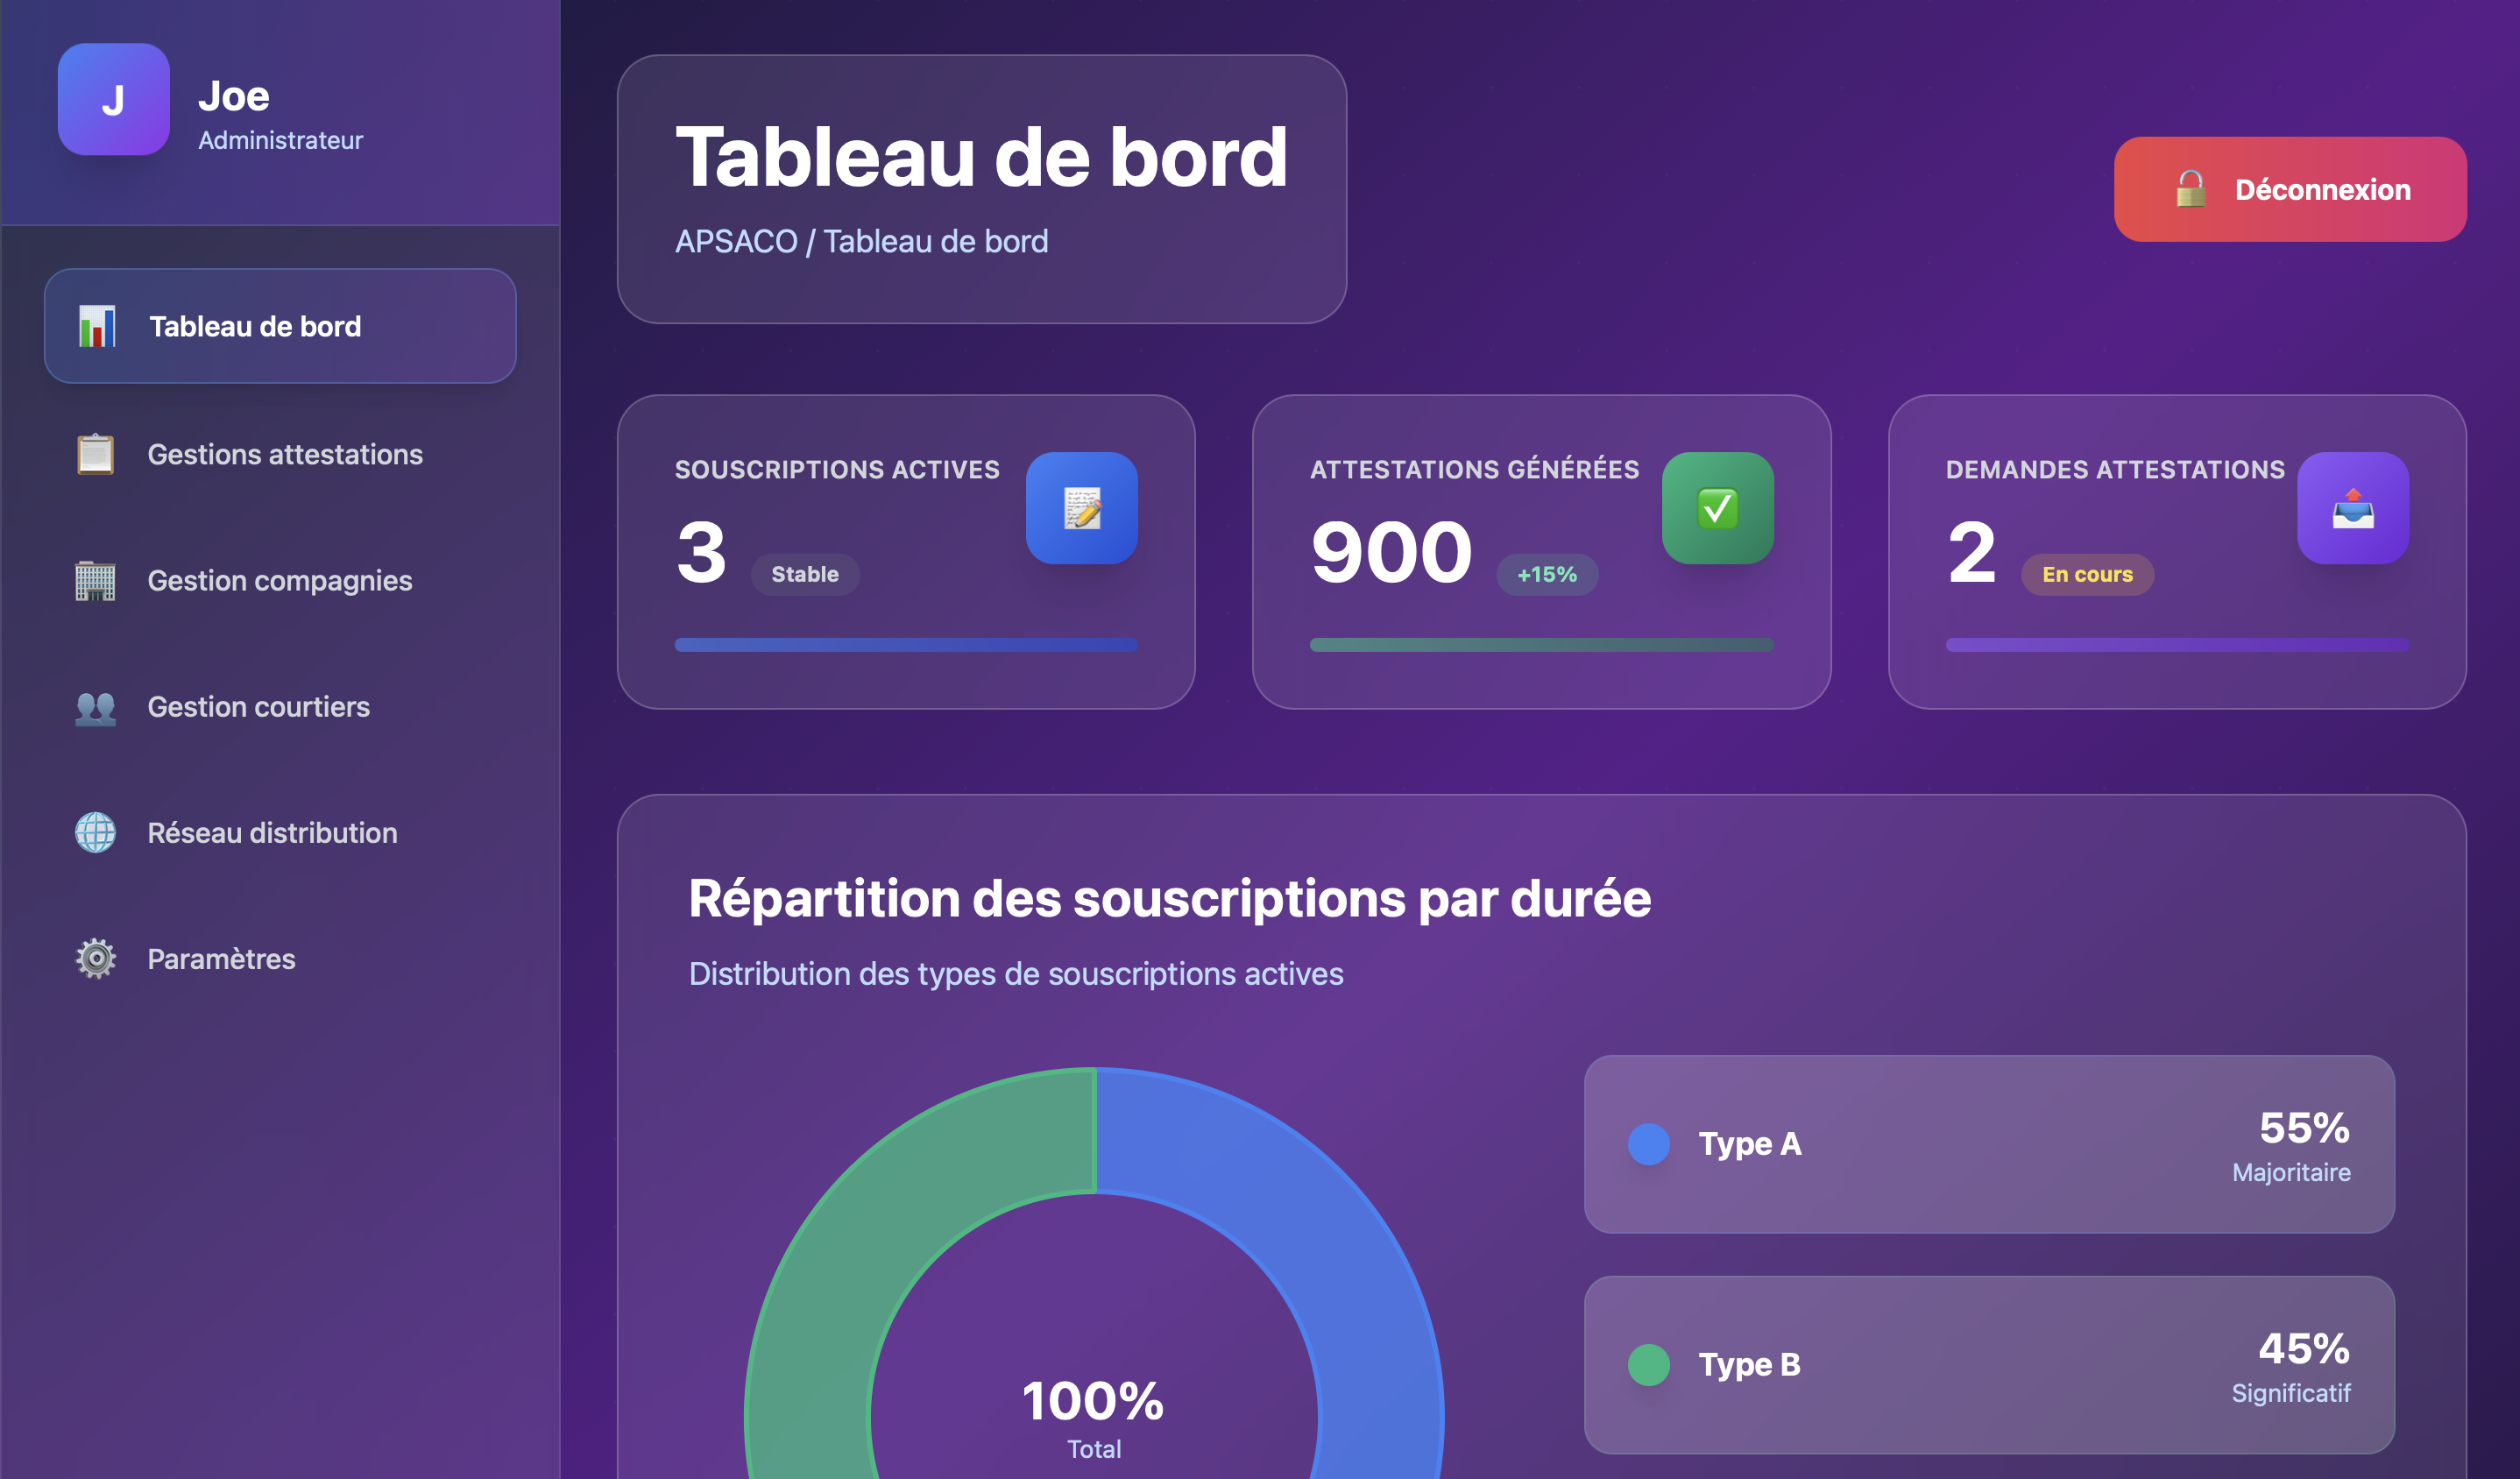 J
Joe
Administrateur
Tableau de bord
Gestions attestations
Gestion compagnies
Gestion courtiers
Réseau distribution
Paramètres
Tableau de bord
APSACO / Tableau de bord
Déconnexion
SOUSCRIPTIONS ACTIVES
3 Stable
ATTESTATIONS GÉNÉRÉES
900 +15%
DEMANDES ATTESTATIONS
2 En cours
Répartition des souscriptions par durée
Distribution des types de souscriptions actives
100%
Total
Type A
55%
Majoritaire
Type B
45%
Significatif